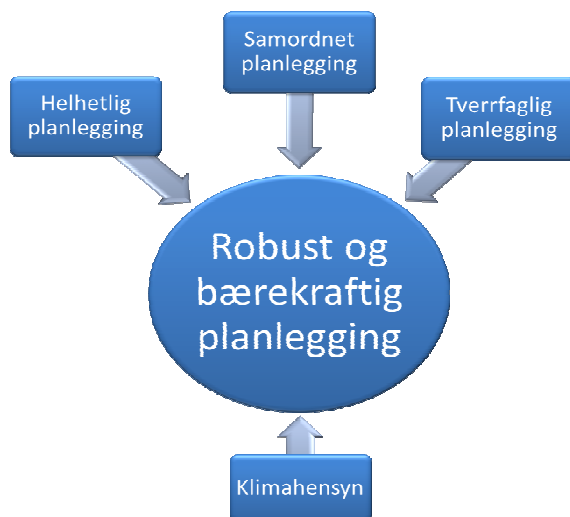 Samordnet
planlegging
Helhetlig
planlegging
Tverrfaglig
planlegging
Robust og
bærekraftig
planlegging
Klimahensyn